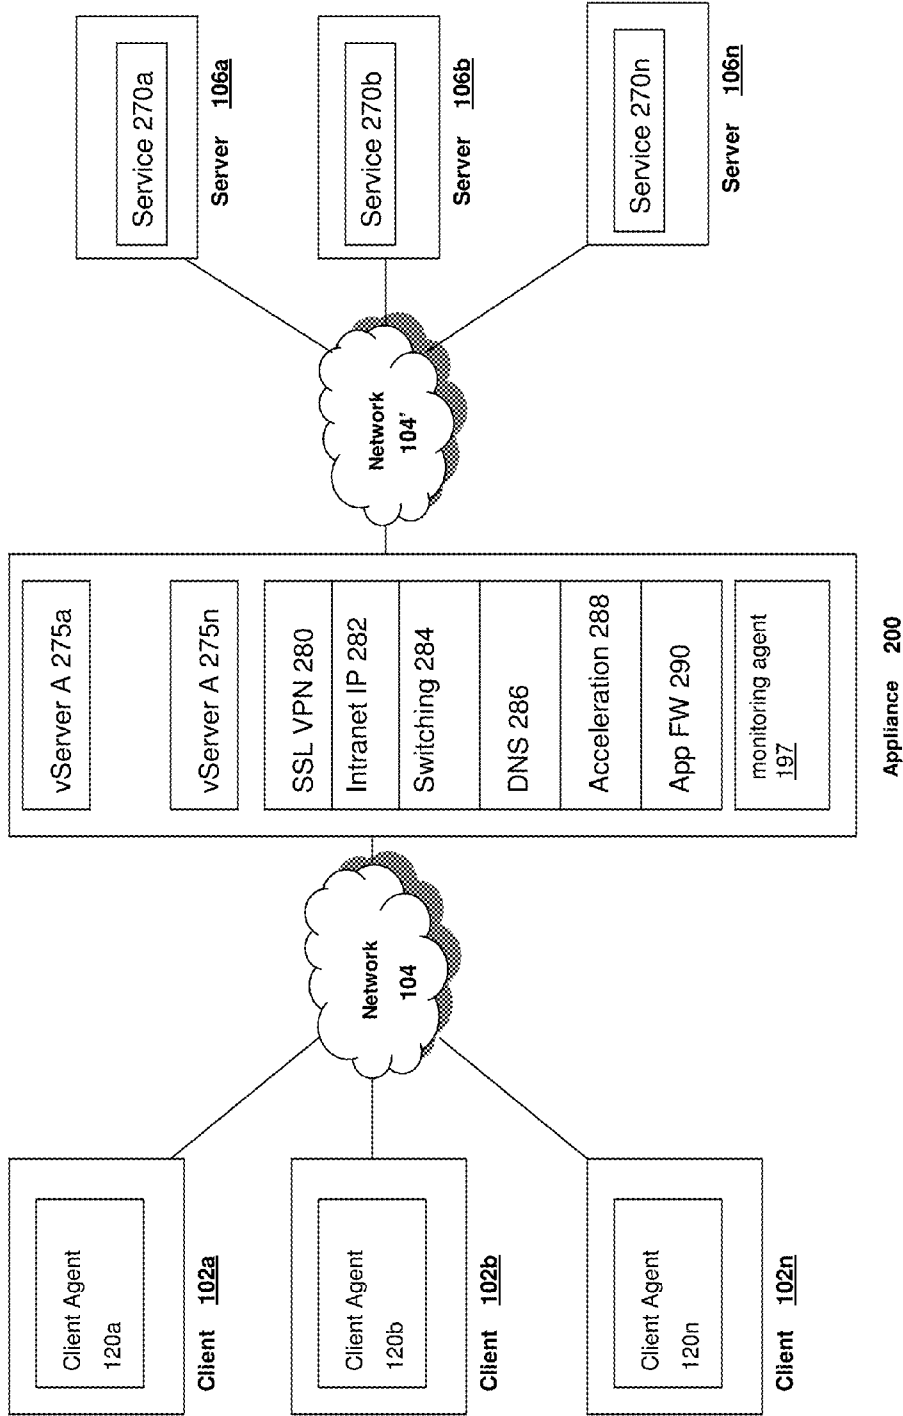 Client Agent
120a
Client 102a
Client Agent
120b
Client 102b
Client Agent
120n
Client 102n
Network
104
vServer A 275a
vServer A 275n
SSL VPN 280
Intranet IP 282
Switching 284
DNS 286
Acceleration 288
App FW 290
monitoring agent
197
Appliance 200
Network
104'
Service 270a
Server 106a
Service 270b
Server 106b
Service 270n
Server 106n